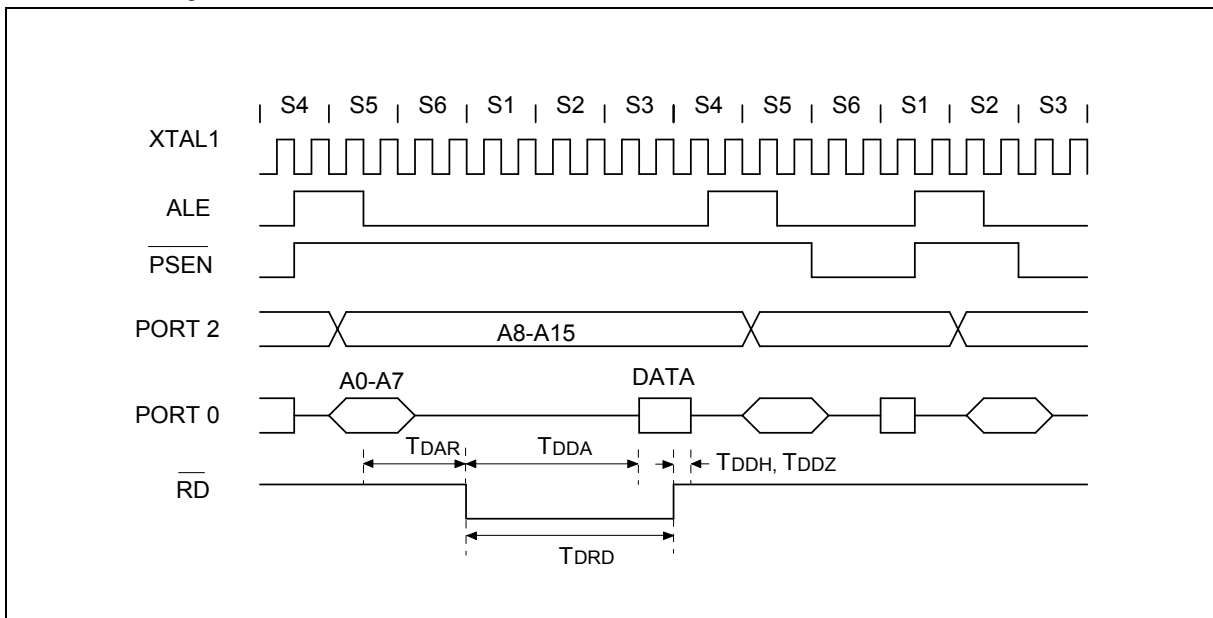 S4 S5 S6 S1 S2 S3 S4 S5 S6 S1 S2 S3
XTAL1
ALE
PSEN
PORT 2
A8-A15
A0-A7
DATA
PORT 0
TDAR
TDDA
TDDH, TDDZ
RD
TDRD